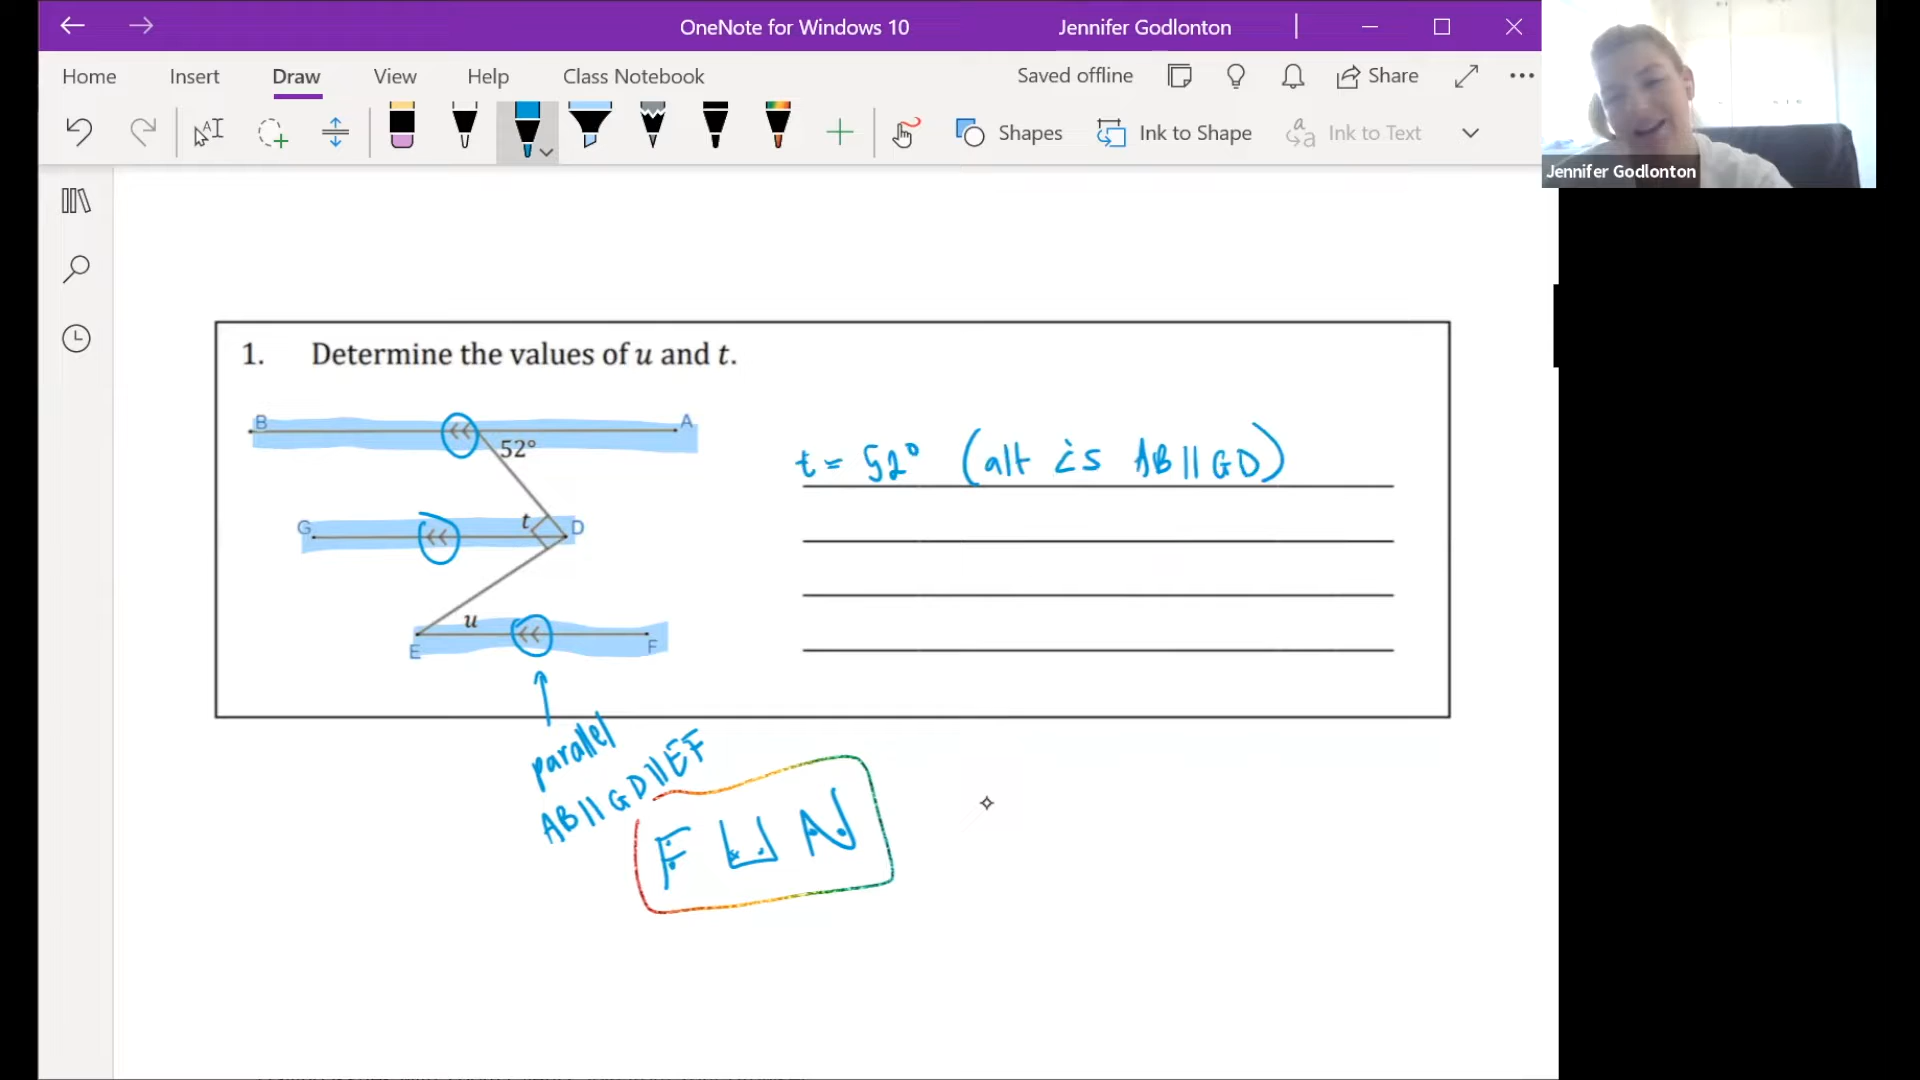 OneNote for Windows 10
Jennifer Godlonton
Home Insert Draw View Help Class Notebook
Saved offline
Share
Shapes
Ink to Shape
Ink to Text
Jennifer Godlonton
1. Determine the values of u and t.
B
A
52°
G
t
D
u
E
F
t = 52° (alt ∠s AB||GD)
parallel
AB||GD||EF
F U N